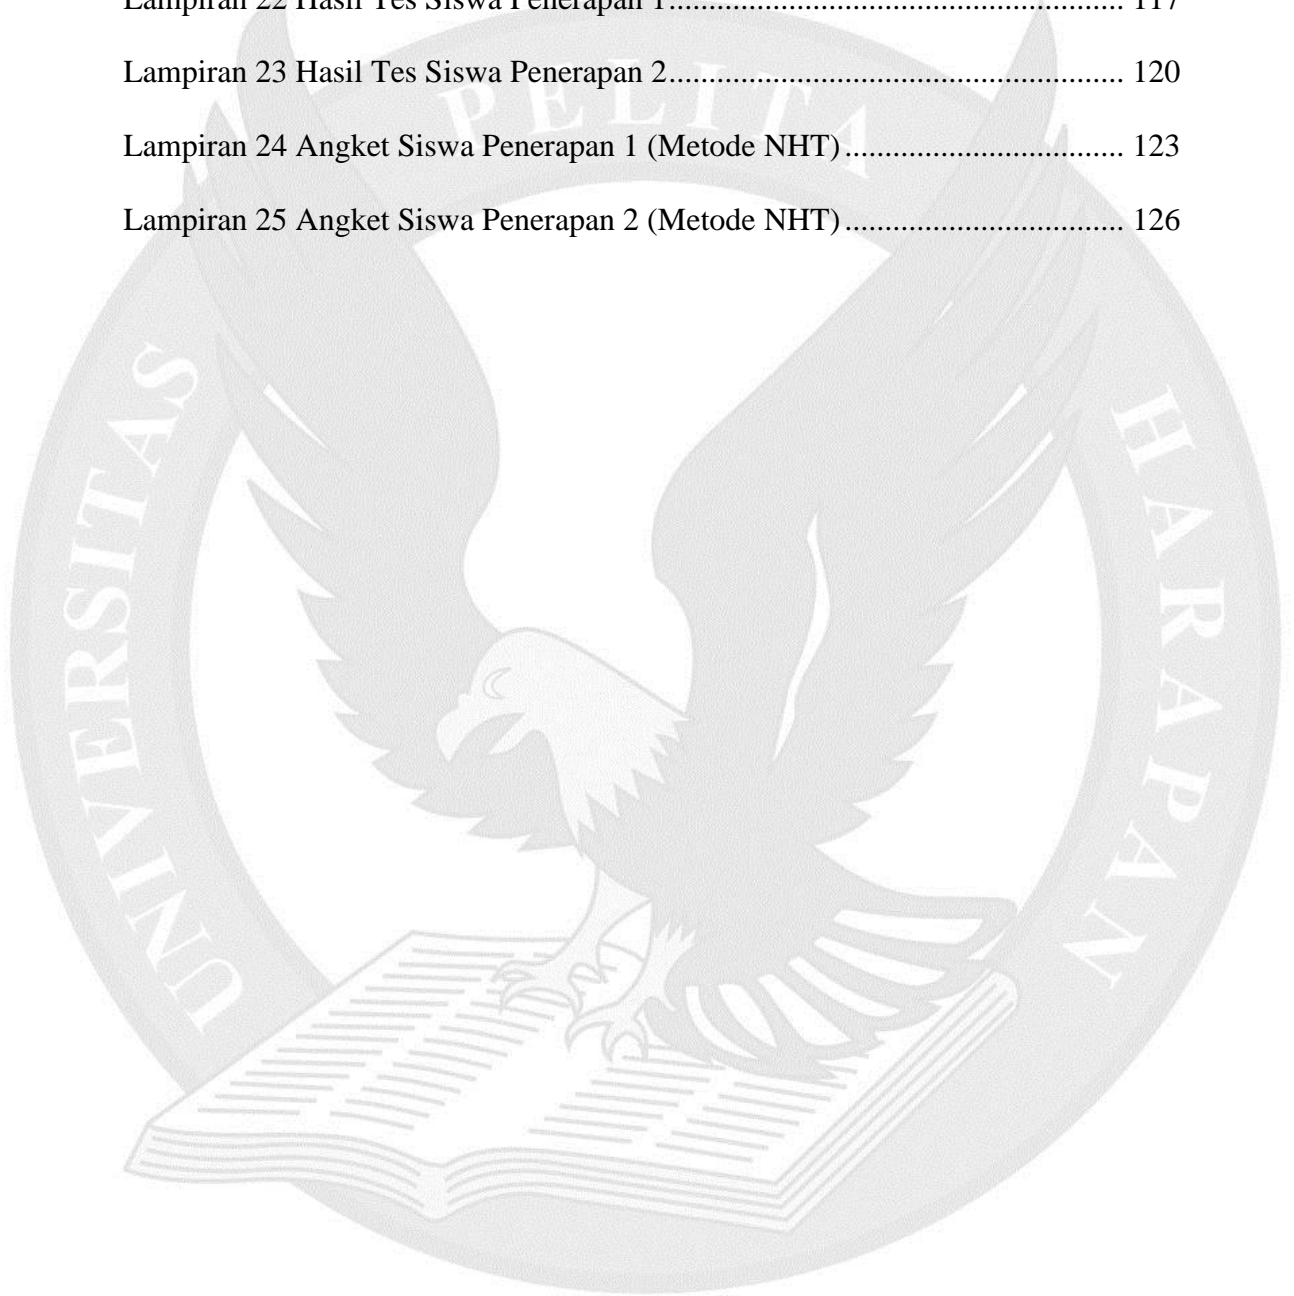 Lampiran 22 Hasil Tes Siswa Penerapan 1......................................................... 117
Lampiran 23 Hasil Tes Siswa Penerapan 2......................................................... 120
Lampiran 24 Angket Siswa Penerapan 1 (Metode NHT)................................... 123
Lampiran 25 Angket Siswa Penerapan 2 (Metode NHT)................................... 126
UNIVERSITAS PELITA HARAPAN